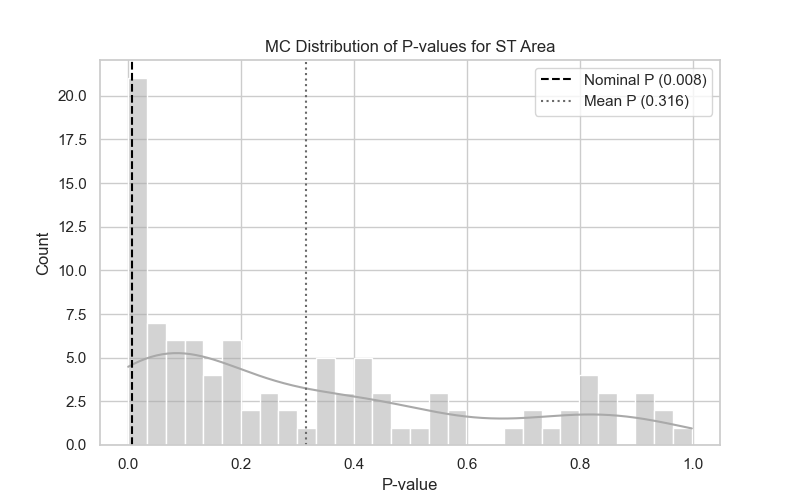 MC Distribution of P-values for ST Area
Nominal P (0.008)
Mean P (0.316)
Count
20.0
17.5
15.0
12.5
10.0
7.5
5.0
2.5
0.0
0.0 0.2 0.4 0.6 0.8 1.0
P-value